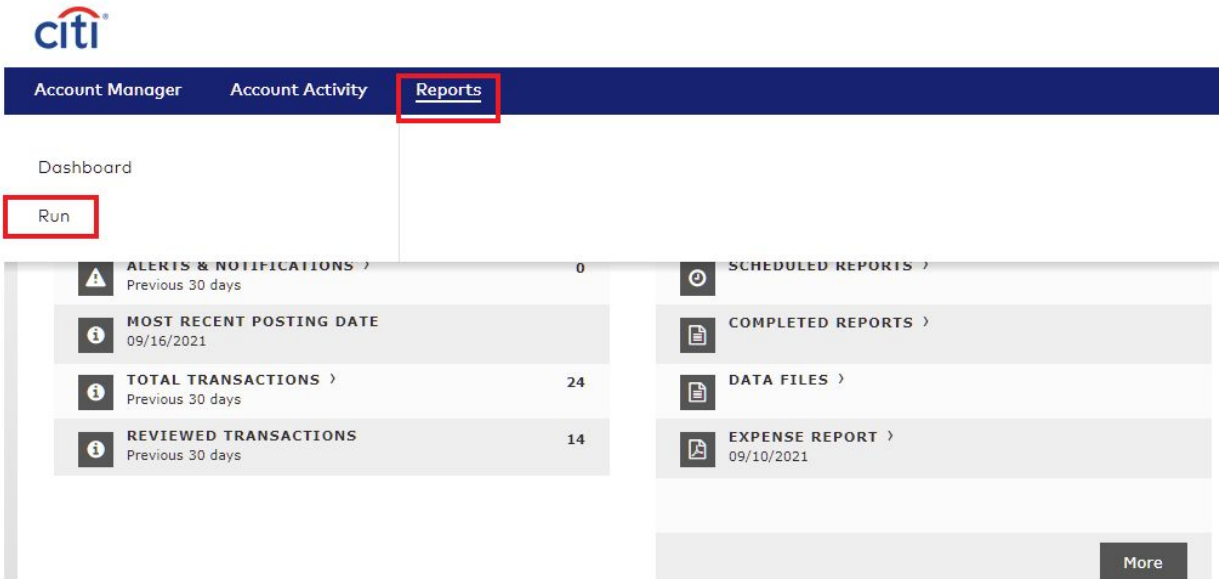 citi
Account Manager
Account Activity
Reports
Dashboard
Run
ALERTS & NOTIFICATIONS >
0
Previous 30 days
MOST RECENT POSTING DATE
09/16/2021
TOTAL TRANSACTIONS >
24
Previous 30 days
REVIEWED TRANSACTIONS
14
Previous 30 days
SCHEDULED REPORTS >
COMPLETED REPORTS >
DATA FILES >
EXPENSE REPORT >
09/10/2021
More